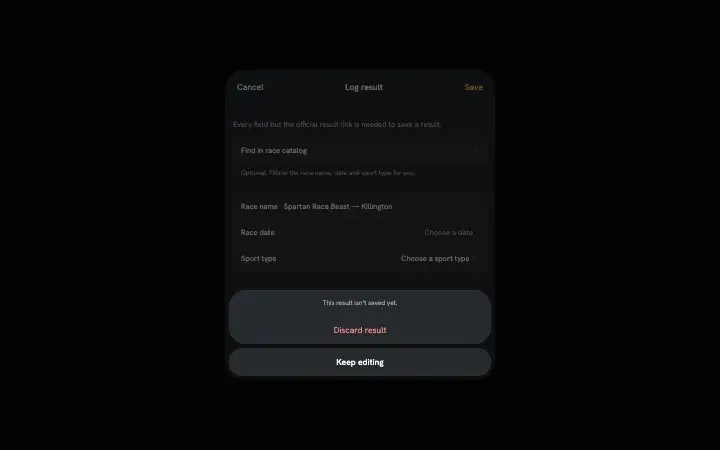 Cancel Log result Save
Every field but the official result link is needed to save a result.
Find in race catalog
Optional. Fills in the race name, date and sport type for you.
Race name Spartan Race Beast — Killington
Race date Choose a date
Sport type Choose a sport type
This result isn't saved yet.
Discard result
Keep editing